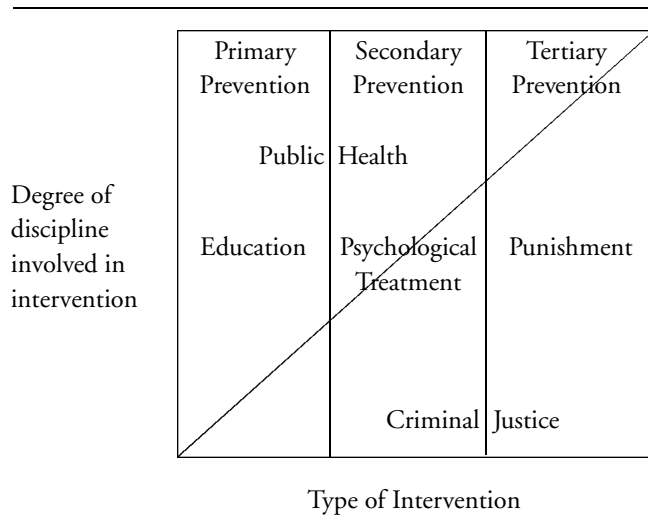 Primary Secondary Tertiary
Prevention Prevention Prevention
Public Health
Degree of
discipline
involved in
intervention
Education Psychological Punishment
Treatment
Criminal Justice
Type of Intervention